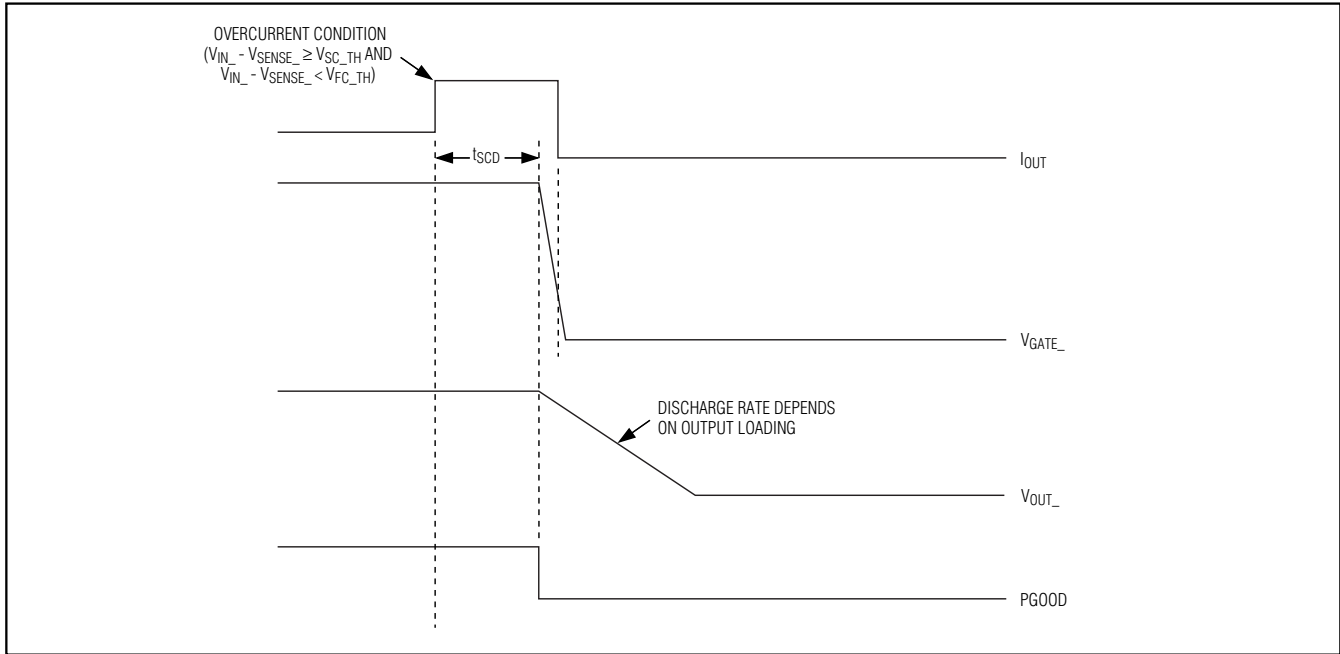 OVERCURRENT CONDITION
(VIN_ - VSENSE_ ≥ VSC_TH AND
VIN_ - VSENSE_ < VFC_TH)
tSCD
IOUT
VGATE_
DISCHARGE RATE DEPENDS
ON OUTPUT LOADING
VOUT_
PGOOD